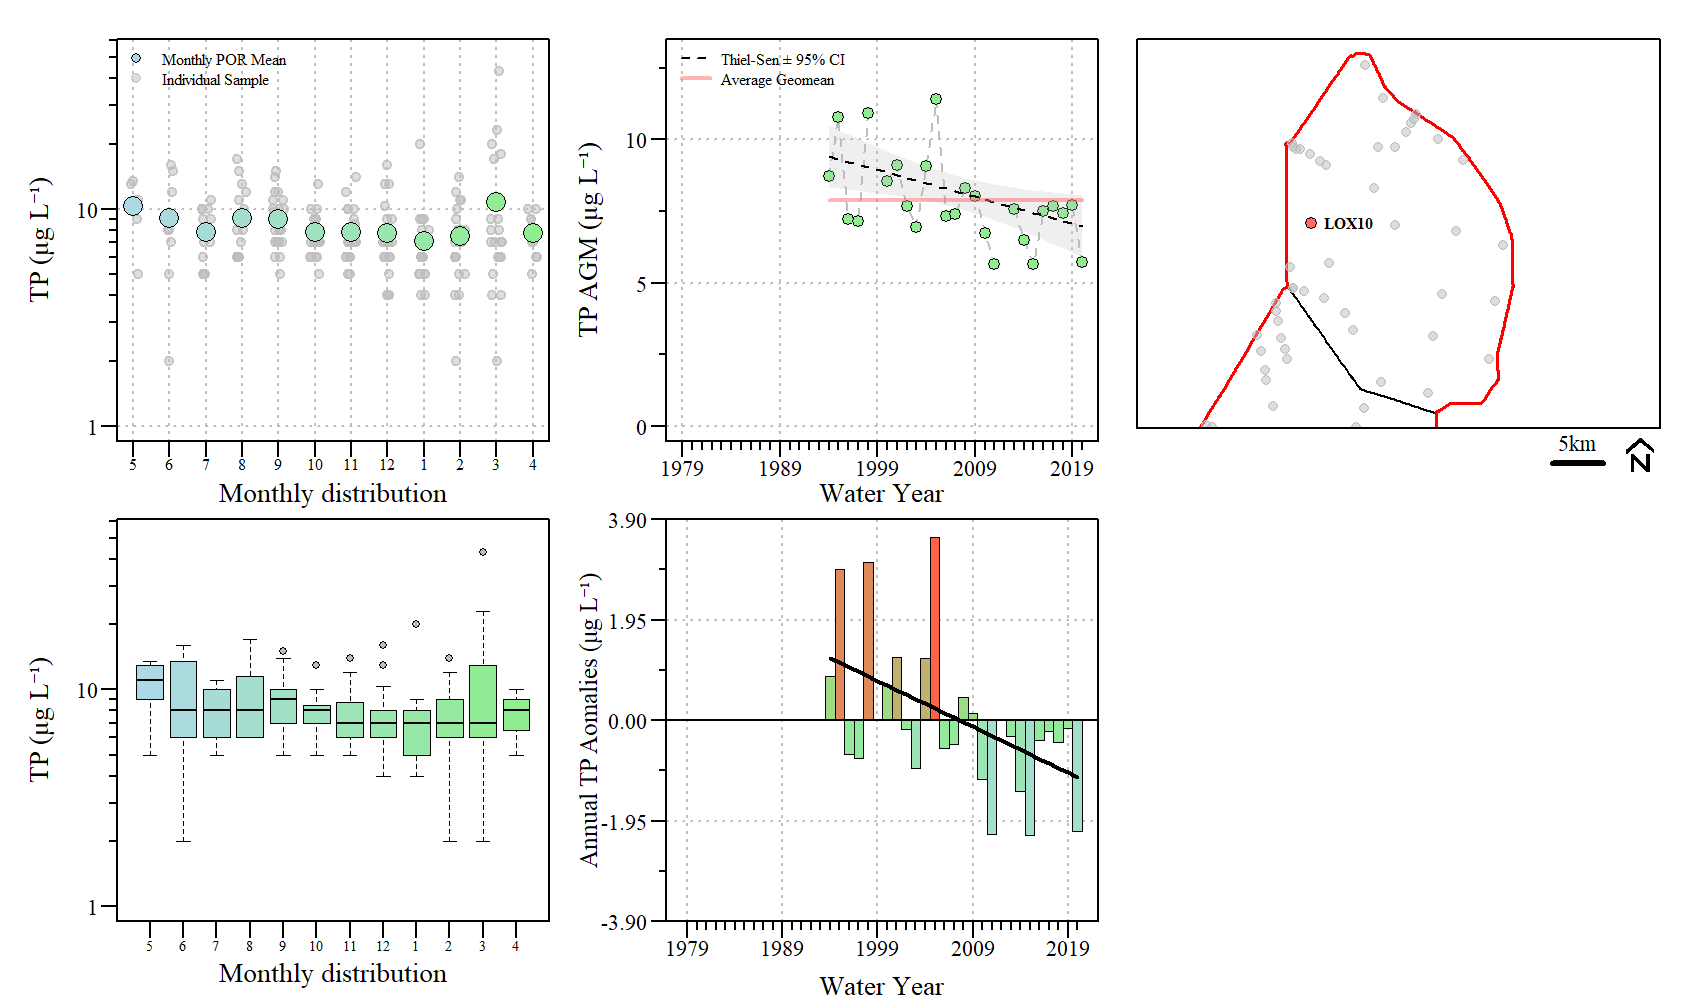 Monthly POR Mean
Individual Sample
TP (µg L⁻¹)
10
1
5 6 7 8 9 10 11 12 1 2 3 4
Monthly distribution
Thiel-Sen ± 95% CI
Average Geomean
TP AGM (µg L⁻¹)
10
5
0
1979 1989 1999 2009 2019
Water Year
LOX10
5km
N
TP (µg L⁻¹)
10
1
5 6 7 8 9 10 11 12 1 2 3 4
Monthly distribution
Annual TP Aomalies (µg L⁻¹)
3.90
1.95
0.00
-1.95
-3.90
1979 1989 1999 2009 2019
Water Year